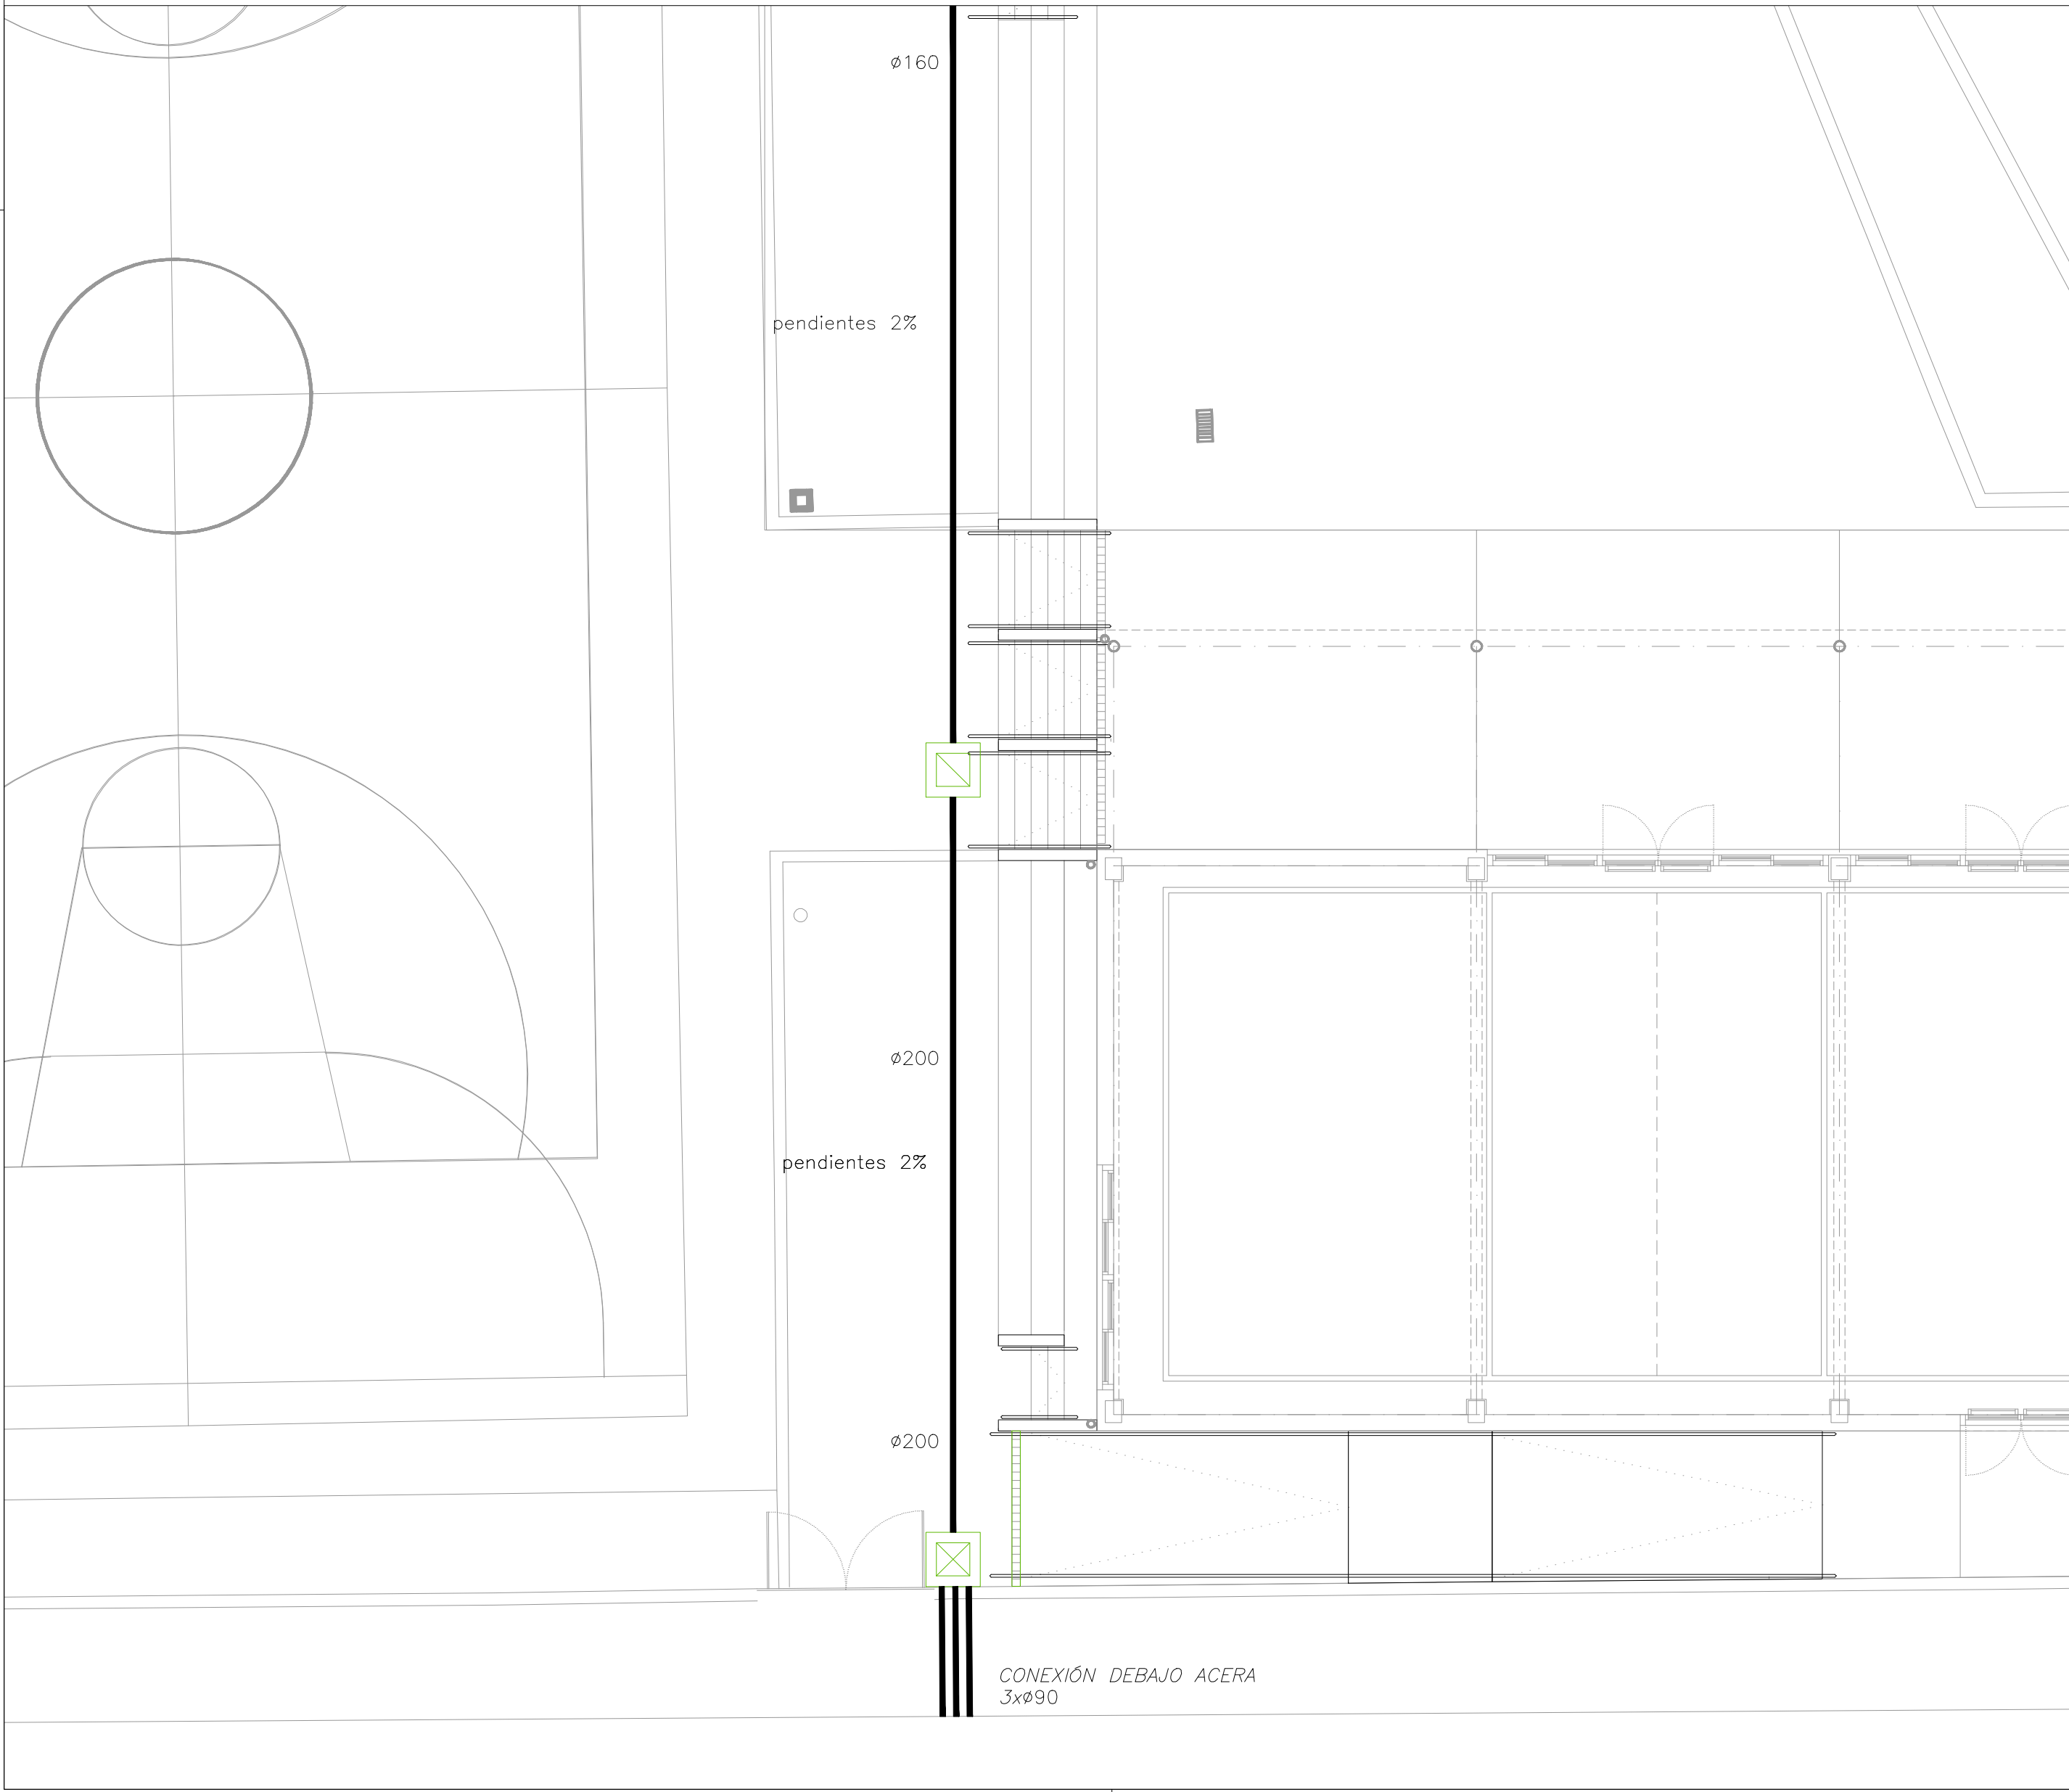 ø160
pendientes 2%
ø200
pendientes 2%
ø200
CONEXIÓN DEBAJO ACERA
3xø90